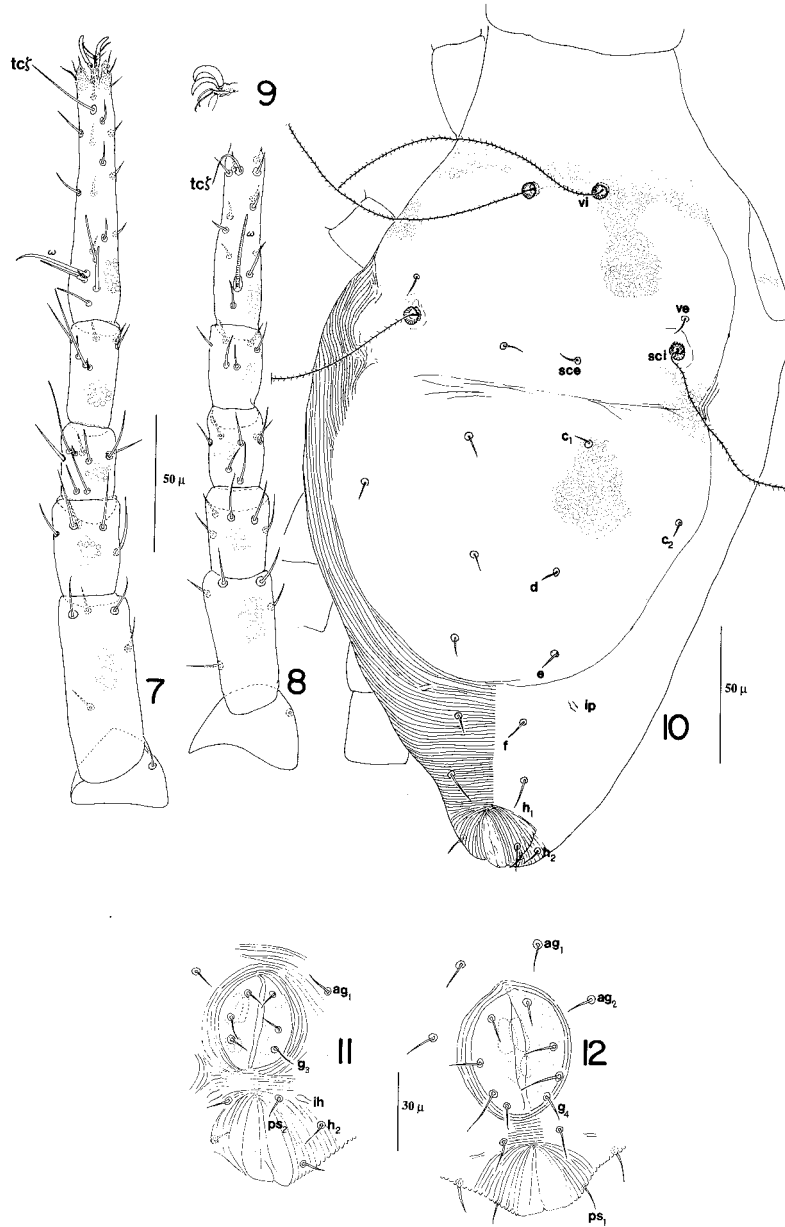 tcζ
9
tcζ
vi
ω
ω
ve
sci
sce
c1
50 μ
c2
d
7
8
e
ip
50 μ
f
10
h1
h2
ag1
ag1
ag2
11
12
g3
ih
30 μ
g4
ps2
h2
ps1